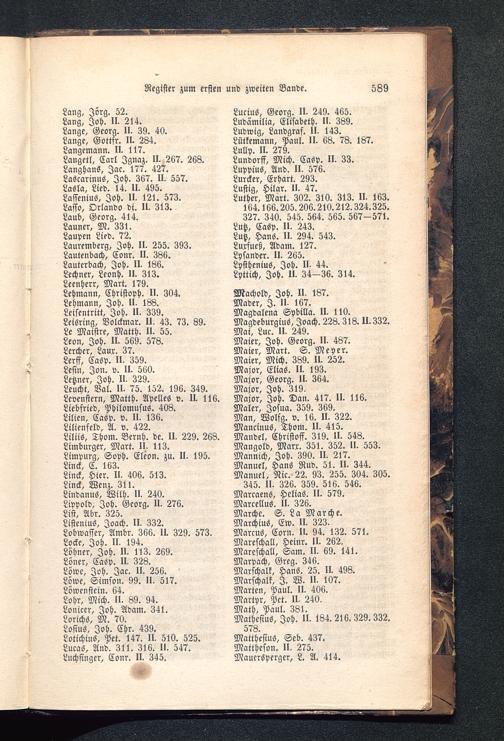 Register zum ersten und zweiten Bande. 589
Lang, Jörg. 52.
Lang, Joh. II. 214.
Lange, Georg. II. 39. 40.
Lange, Gottfr. II. 284.
Langemann. II. 117.
Langetl, Carl Ignaz. II. 267. 268.
Langhans, Jac. 177. 427.
Lascarinus, Joh. 367. II. 557.
Lasla, Lied. 14. II. 495.
Lassenius, Joh. II. 121. 573.
Lasso, Orlando di. II. 313.
Laub, Georg. 414.
Launer, M. 331.
Laupen Lied. 72.
Lauremberg, Joh. II. 255. 393.
Lautenbach, Conr. II. 386.
Lauterbach, Joh. II. 186.
Lechner, Leonh. II. 313.
Leenherr, Mart. 179.
Lehmann, Christoph. II. 304.
Lehmann, Joh. II. 188.
Leisentritt, Joh. II. 339.
Leisring, Volckmar. II. 43. 73. 89.
Le Maistre, Matth. II. 55.
Leon, Joh. II. 569. 578.
Lercher, Laur. 37.
Lerff, Casp. II. 359.
Lesin, Jon. v. II. 560.
Letzner, Joh. II. 329.
Leucht, Val. II. 75. 152. 196. 349.
Levenstern, Matth. Apelles v. II. 116.
Liebfried, Philomusus. 408.
Lilien, Casp. v. II. 136.
Lilienfeld, A. v. 422.
Liliis, Thom. Bernh. de. II. 229. 268.
Limburger, Mart. II. 113.
Limpurg, Soph. Eleon. zu. II. 195.
Linck, C. 163.
Linck, Hier. II. 406. 513.
Linck, Wenz. 311.
Lindanus, Wilh. II. 240.
Lippold, Joh. Georg. II. 276.
List, Abr. 325.
Listenius, Joach. II. 332.
Lobwasser, Ambr. 366. II. 329. 573.
Locke, Joh. II. 194.
Löhner, Joh. II. 113. 269.
Löner, Casp. II. 328.
Löwe, Joh. Jac. II. 256.
Löwe, Simson. 99. II. 517.
Löwenstein. 64.
Lohr, Mich. II. 89. 94.
Lonicer, Joh. Adam. 341.
Lorichs, M. 70.
Losius, Joh. Chr. 439.
Lotichius, Pet. 147. II. 510. 525.
Lucas, And. 311. 316. II. 547.
Luchsinger, Conr. II. 345.
Lucius, Georg. II. 249. 465.
Ludämilia, Elisabeth. II. 389.
Ludwig, Landgraf. II. 143.
Lütkemann, Paul. II. 68. 78. 187.
Lully. II. 279.
Lundorff, Mich. Casp. II. 33.
Luppius, And. II. 576.
Lurcker, Erhart. 293.
Lustig, Hilar. II. 47.
Luther, Mart. 302. 310. 313. II. 163.
164. 166. 205. 206. 210. 212. 324. 325.
327. 340. 545. 564. 565. 567—571.
Lutz, Casp. II. 243.
Lutz, Hans. II. 294. 543.
Luxfueß, Adam. 127.
Lysander. II. 265.
Lysthenius, Joh. II. 44.
Lyttich, Joh. II. 34—36. 314.
Machold, Joh. II. 187.
Mader, J. II. 167.
Magdalena Sybilla. II. 110.
Magdeburgius, Joach. 228. 318. II. 332.
Mai, Luc. II. 249.
Maier, Joh. Georg. II. 487.
Maier, Mart. S. Meyer.
Maier, Mich. 389. II. 252.
Major, Elias. II. 193.
Major, Georg. II. 364.
Major, Joh. 319.
Major, Joh. Dan. 417. II. 116.
Maler, Josua. 359. 369.
Man, Wolfg. v. 16. II. 322.
Mancinus, Thom. II. 415.
Mandel, Christoff. 319. II. 548.
Mangold, Marx. 351. 352. II. 553.
Mannich, Joh. 390. II. 217.
Manuel, Hans Rud. 51. II. 344.
Manuel, Nic. 22. 93. 255. 304. 305.
345. II. 326. 359. 516. 546.
Marcaens, Helias. II. 579.
Marcellus. II. 326.
Marche. S. La Marche.
Marchius, Ew. II. 323.
Marcus, Corn. II. 94. 132. 571.
Mareschall, Heinr. II. 262.
Mareschall, Sam. II. 69. 141.
Marpach, Greg. 346.
Marschalk, Hans. 25. II. 498.
Marschalk, J. W. II. 107.
Marten, Paul. II. 406.
Martyr, Pet. II. 240.
Math, Paul. 381.
Mathesius, Joh. II. 184. 216. 329. 332.
578.
Matthesius, Seb. 437.
Mattheson. II. 275.
Mauersperger, L. A. 414.